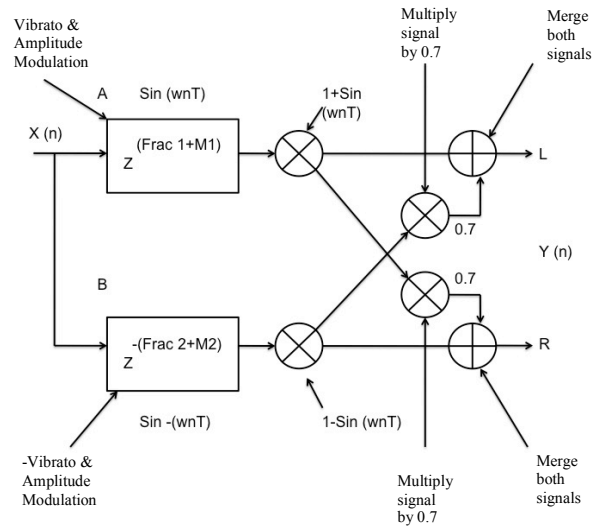 Vibrato &
Amplitude
Modulation
Multiply
signal
by 0.7
Merge
both
signals
A
Sin (wnT)
1+Sin
(wnT)
X (n)
(Frac 1+M1)
Z
L
0.7
Y (n)
B
0.7
-(Frac 2+M2)
Z
R
Sin -(wnT)
1-Sin (wnT)
-Vibrato &
Amplitude
Modulation
Multiply
signal
by 0.7
Merge
both
signals